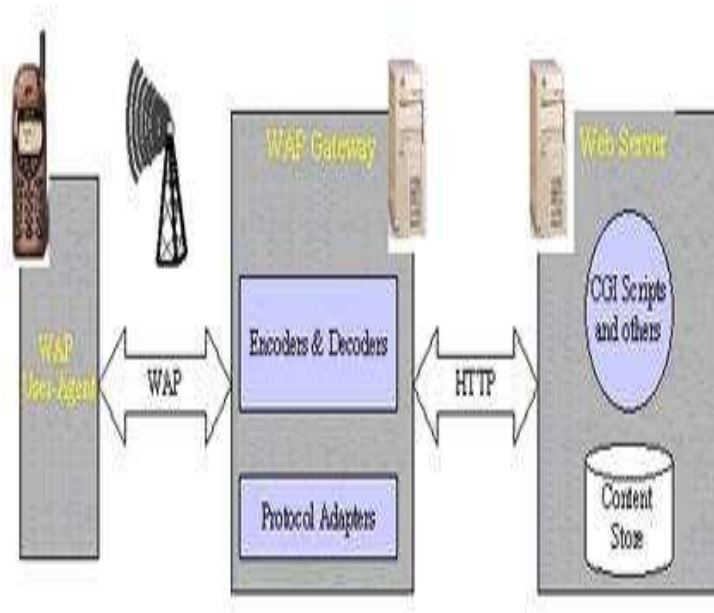 WAP Gateway
Web Server
WAP
User-Agent
WAP
Encoders & Decoders
Protocol Adapters
HTTP
CGI Scripts
and others
Content
Store